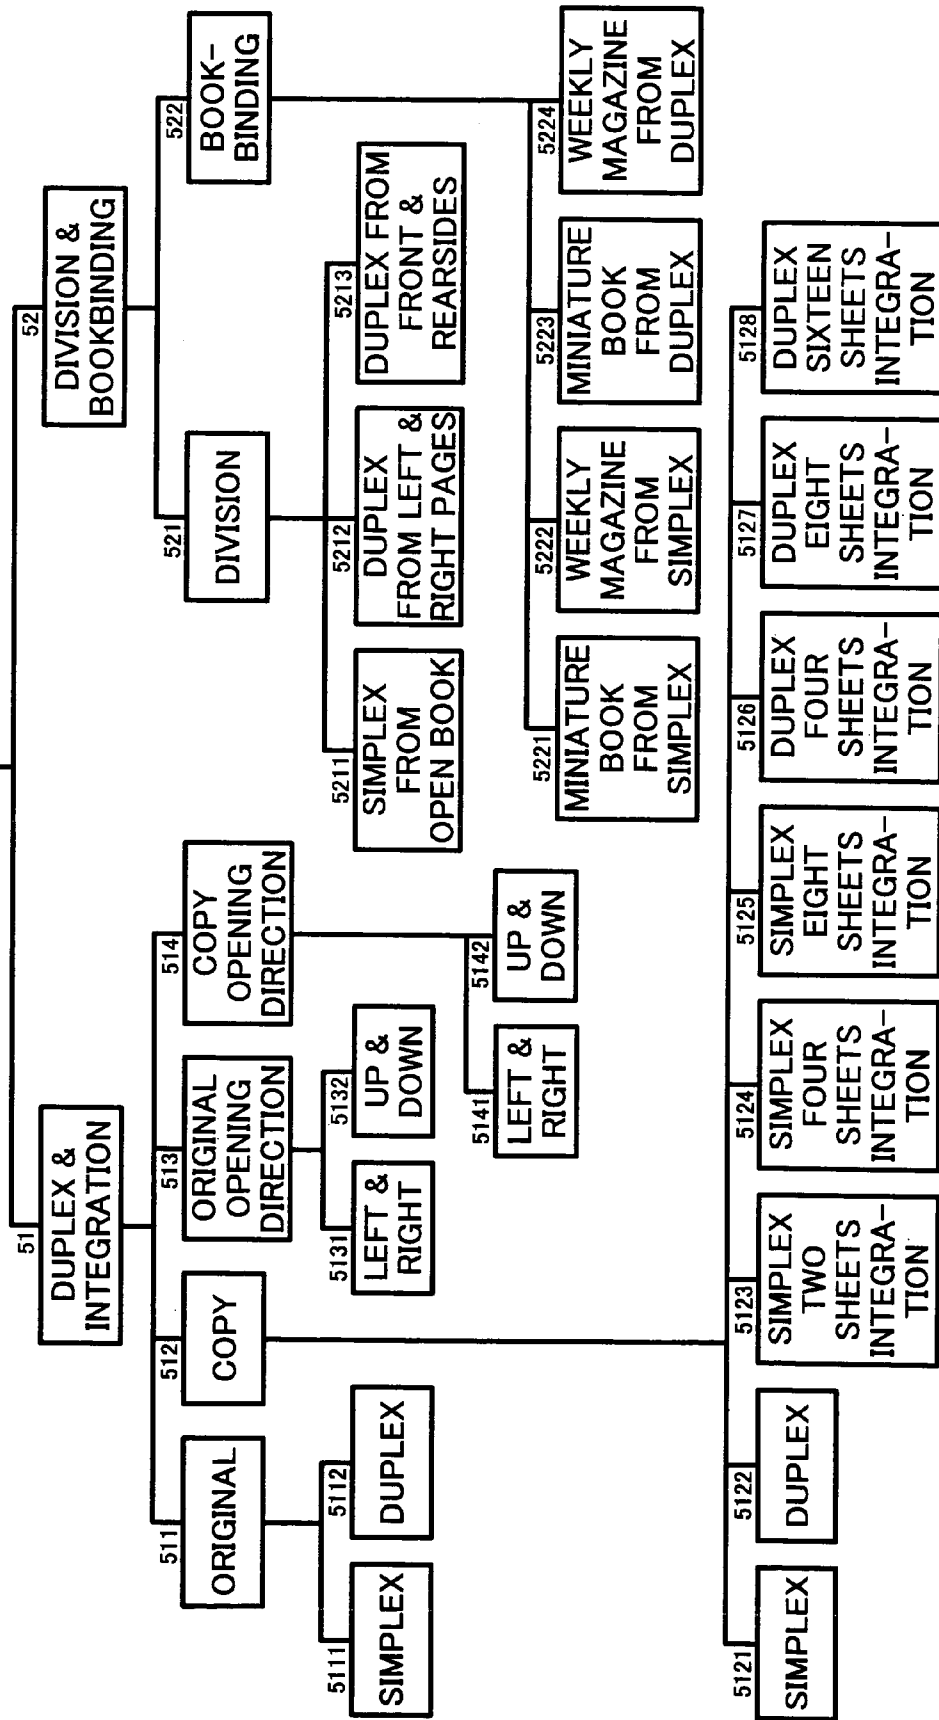 51
DUPLEX &
INTEGRATION
52
DIVISION &
BOOKBINDING
511
ORIGINAL
512
COPY
513
ORIGINAL
OPENING
DIRECTION
514
COPY
OPENING
DIRECTION
521
DIVISION
522
BOOK-
BINDING
5111
SIMPLEX
5112
DUPLEX
5131
LEFT &
RIGHT
5132
UP &
DOWN
5141
LEFT &
RIGHT
5142
UP &
DOWN
5211
SIMPLEX
FROM
OPEN BOOK
5212
DUPLEX
FROM LEFT &
RIGHT PAGES
5213
DUPLEX FROM
FRONT &
REARSIDES
5221
MINIATURE
BOOK
FROM
SIMPLEX
5222
WEEKLY
MAGAZINE
FROM
SIMPLEX
5223
MINIATURE
BOOK
FROM
DUPLEX
5224
WEEKLY
MAGAZINE
FROM
DUPLEX
5121
SIMPLEX
5122
DUPLEX
5123
SIMPLEX
TWO
SHEETS
INTEGRA-
TION
5124
SIMPLEX
FOUR
SHEETS
INTEGRA-
TION
5125
SIMPLEX
EIGHT
SHEETS
INTEGRA-
TION
5126
DUPLEX
FOUR
SHEETS
INTEGRA-
TION
5127
DUPLEX
EIGHT
SHEETS
INTEGRA-
TION
5128
DUPLEX
SIXTEEN
SHEETS
INTEGRA-
TION